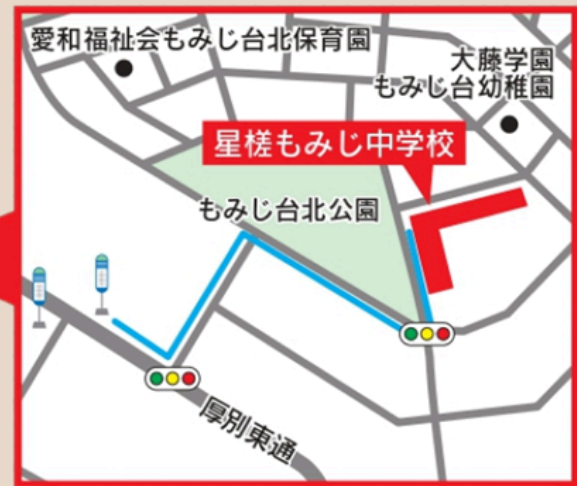 愛和福祉会もみじ台北保育園
大藤学園
もみじ台幼稚園
星槎もみじ中学校
もみじ台北公園
厚別東通